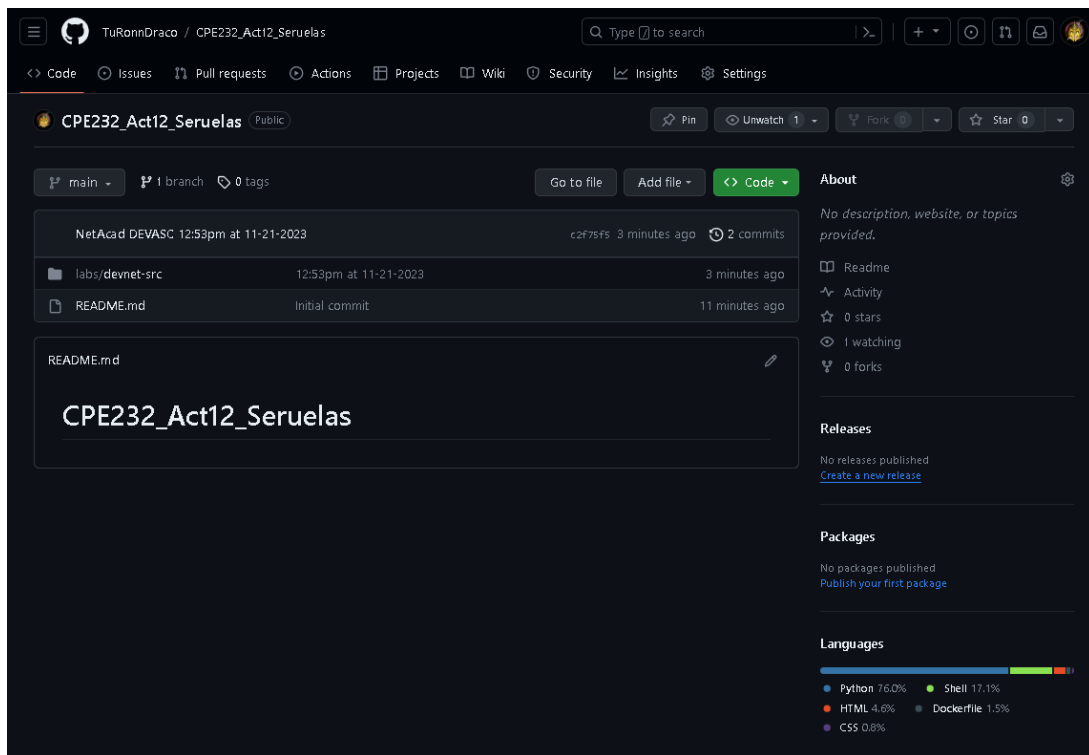 TuRonnDraco / CPE232_Act12_Seruelas
Type / to search
Code Issues Pull requests Actions Projects Wiki Security Insights Settings
CPE232_Act12_Seruelas Public
Pin Unwatch 1 Fork 0 Star 0
main 1 branch 0 tags
Go to file Add file Code
NetAcad DEVASC 12:53pm at 11-21-2023 c2f75f5 3 minutes ago 2 commits
labs/devnet-src 12:53pm at 11-21-2023 3 minutes ago
README.md Initial commit 11 minutes ago
README.md
CPE232_Act12_Seruelas
About
No description, website, or topics
provided.
Readme
Activity
0 stars
1 watching
0 forks
Releases
No releases published
Create a new release
Packages
No packages published
Publish your first package
Languages
Python 76.0% Shell 17.1%
HTML 4.6% Dockerfile 1.5%
CSS 0.8%